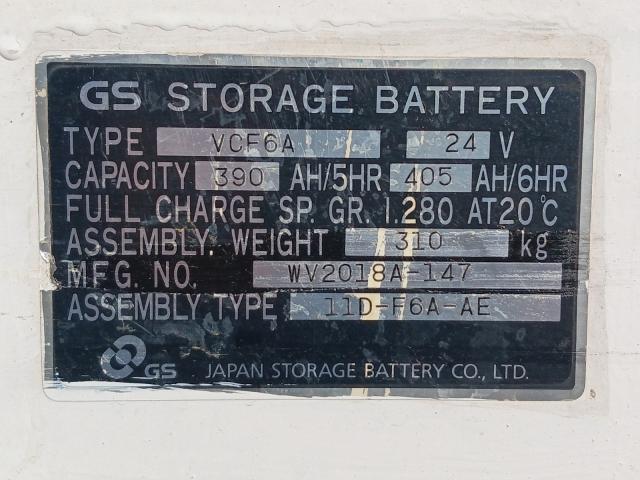 GS STORAGE BATTERY
TYPE VCF6A 24 V
CAPACITY 390 AH/5HR 405 AH/6HR
FULL CHARGE SP. GR. 1.280 AT 20°C
ASSEMBLY. WEIGHT 310 kg
MFG. NO. WV2018A-147
ASSEMBLY TYPE 11D-F6A-AE
GS JAPAN STORAGE BATTERY CO., LTD.